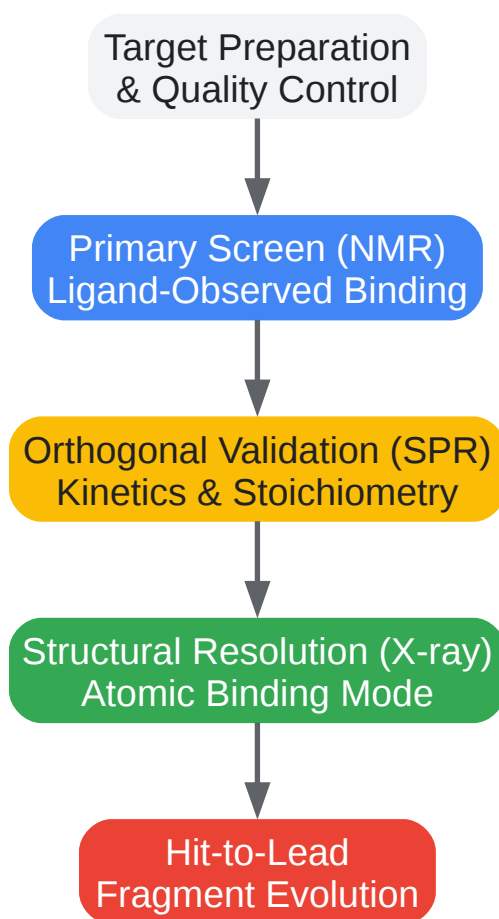 Target Preparation
& Quality Control
Primary Screen (NMR)
Ligand-Observed Binding
Orthogonal Validation (SPR)
Kinetics & Stoichiometry
Structural Resolution (X-ray)
Atomic Binding Mode
Hit-to-Lead
Fragment Evolution